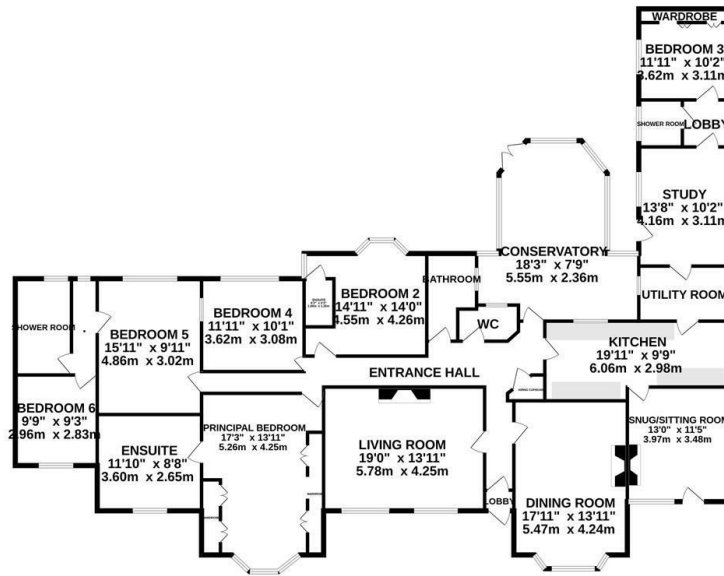 WARDROBE
BEDROOM 3
11'11" x 10'2"
3.62m x 3.11m
SHOWER ROOM
LOBBY
STUDY
13'8" x 10'2"
4.16m x 3.11m
CONSERVATORY
18'3" x 7'9"
5.55m x 2.36m
UTILITY ROOM
BATHROOM
WC
BEDROOM 2
14'11" x 14'0"
4.55m x 4.26m
BEDROOM 4
11'11" x 10'1"
3.62m x 3.08m
BEDROOM 5
15'11" x 9'11"
4.86m x 3.02m
SHOWER ROOM
KITCHEN
19'11" x 9'9"
6.06m x 2.98m
ENTRANCE HALL
BEDROOM 6
9'9" x 9'3"
2.96m x 2.83m
ENSUITE
11'10" x 8'8"
3.60m x 2.65m
PRINCIPAL BEDROOM
17'3" x 13'11"
5.26m x 4.25m
LIVING ROOM
19'0" x 13'11"
5.78m x 4.25m
LOBBY
DINING ROOM
17'11" x 13'11"
5.47m x 4.24m
SNUG/SITTING ROOM
13'0" x 11'5"
3.97m x 3.48m